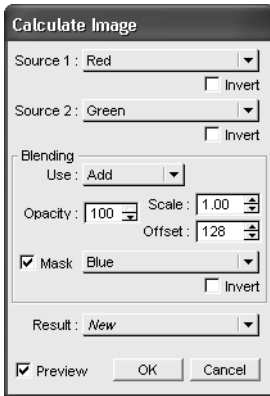 Calculate Image
Source 1 : Red
Invert
Source 2 : Green
Invert
Blending
Use : Add
Opacity : 100 Scale : 1.00
Offset : 128
Mask Blue
Invert
Result : New
Preview OK Cancel